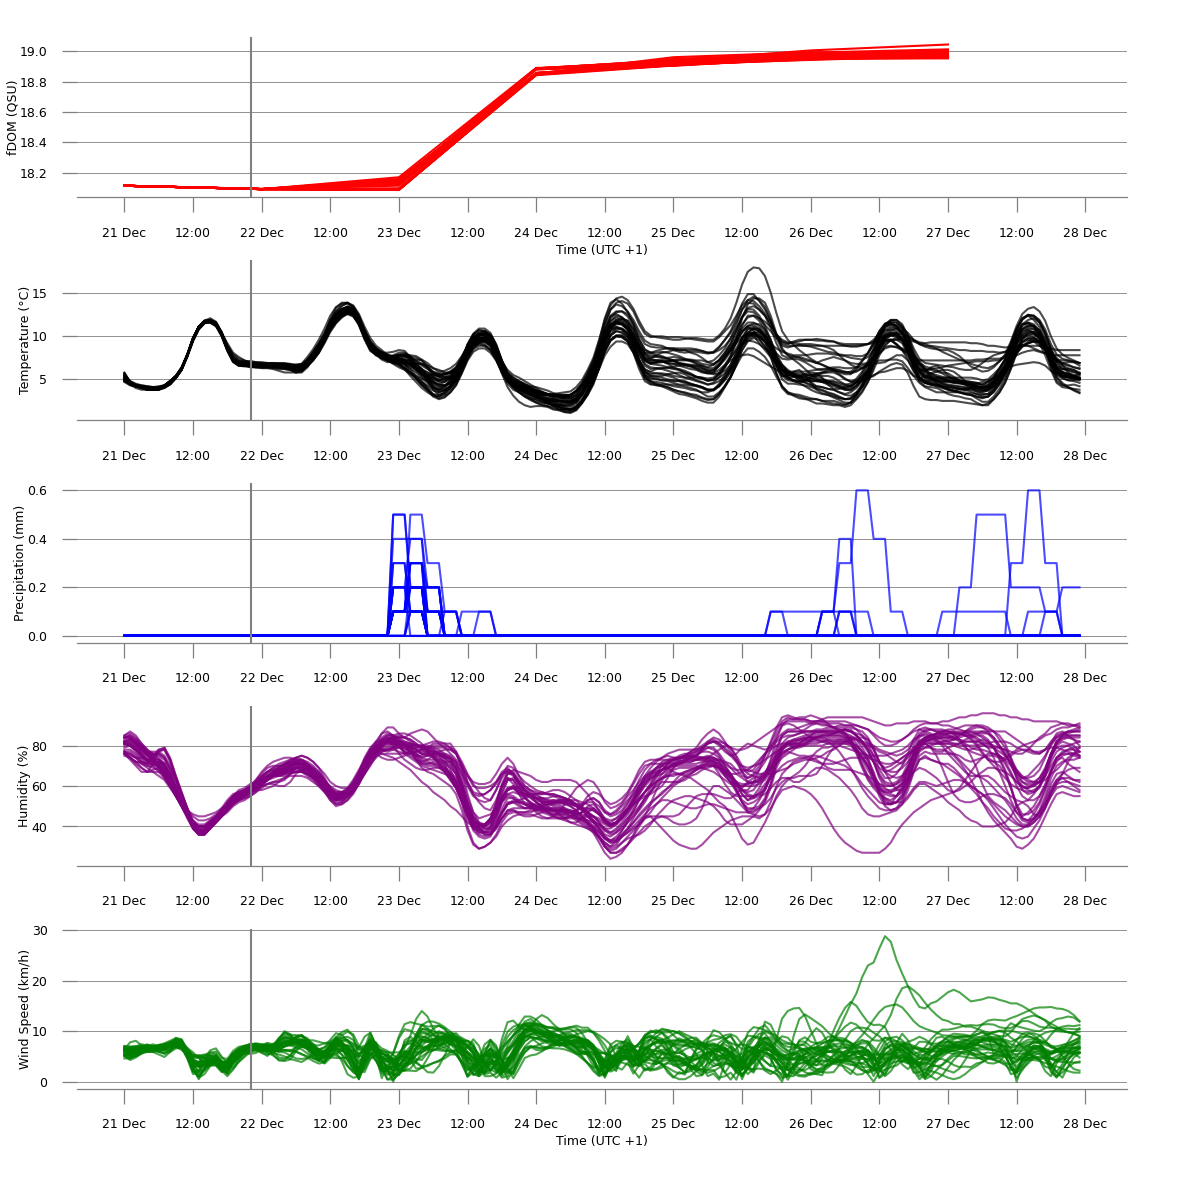 fDOM (QSU)
19.0
18.8
18.6
18.4
18.2
21 Dec 12:00 22 Dec 12:00 23 Dec 12:00 24 Dec 12:00 25 Dec 12:00 26 Dec 12:00 27 Dec 12:00 28 Dec
Time (UTC +1)
Temperature (°C)
15
10
5
21 Dec 12:00 22 Dec 12:00 23 Dec 12:00 24 Dec 12:00 25 Dec 12:00 26 Dec 12:00 27 Dec 12:00 28 Dec
Precipitation (mm)
0.6
0.4
0.2
0.0
21 Dec 12:00 22 Dec 12:00 23 Dec 12:00 24 Dec 12:00 25 Dec 12:00 26 Dec 12:00 27 Dec 12:00 28 Dec
Humidity (%)
80
60
40
21 Dec 12:00 22 Dec 12:00 23 Dec 12:00 24 Dec 12:00 25 Dec 12:00 26 Dec 12:00 27 Dec 12:00 28 Dec
Wind Speed (km/h)
30
20
10
0
21 Dec 12:00 22 Dec 12:00 23 Dec 12:00 24 Dec 12:00 25 Dec 12:00 26 Dec 12:00 27 Dec 12:00 28 Dec
Time (UTC +1)